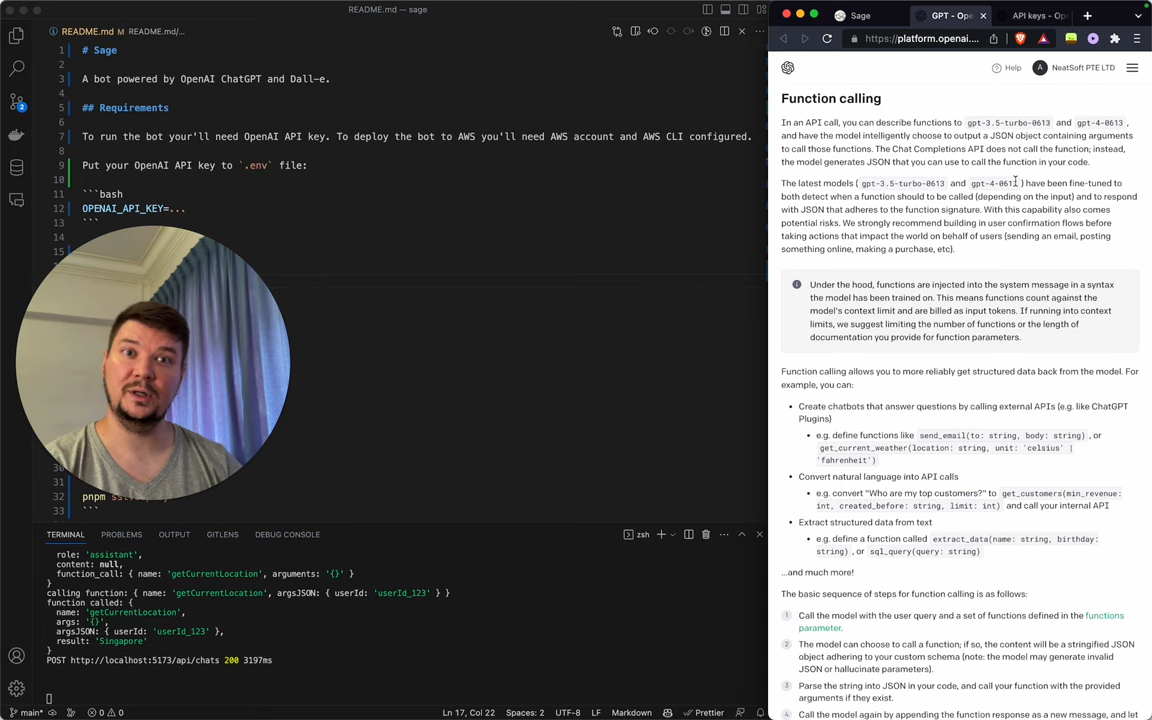 README.md — sage
README.md M
README.md/...
1 # Sage
2
3 A bot powered by OpenAI ChatGPT and Dall-e.
4
5 ## Requirements
6
7 To run the bot your'll need OpenAI API key. To deploy the bot to AWS you'll need AWS account and AWS CLI configured.
8
9 Put your OpenAI API key to `.env` file:
10
11 ```bash
12 OPENAI_API_KEY=...
13 ```
14
15
30
31
32 pnpm
33 ```
2
TERMINAL PROBLEMS OUTPUT GITLENS DEBUG CONSOLE
zsh
role: 'assistant',
content: null,
function_call: { name: 'getCurrentLocation', arguments: '{}' }
}
calling function: { name: 'getCurrentLocation', argsJSON: { userId: 'userId_123' } }
function called: {
name: 'getCurrentLocation',
args: '{}',
argsJSON: { userId: 'userId_123' },
result: 'Singapore'
}
POST http://localhost:5173/api/chats 200 3197ms
main*
0 0
Ln 17, Col 22
Spaces: 2
UTF-8
LF
Markdown
Prettier
Sage
GPT - Ope
API keys - Op
https://platform.openai....
Help
A NeatSoft PTE LTD
Function calling
In an API call, you can describe functions to gpt-3.5-turbo-0613 and gpt-4-0613 ,
and have the model intelligently choose to output a JSON object containing arguments
to call those functions. The Chat Completions API does not call the function; instead,
the model generates JSON that you can use to call the function in your code.
The latest models ( gpt-3.5-turbo-0613 and gpt-4-0613 ) have been fine-tuned to
both detect when a function should to be called (depending on the input) and to respond
with JSON that adheres to the function signature. With this capability also comes
potential risks. We strongly recommend building in user confirmation flows before
taking actions that impact the world on behalf of users (sending an email, posting
something online, making a purchase, etc).
Under the hood, functions are injected into the system message in a syntax
the model has been trained on. This means functions count against the
model's context limit and are billed as input tokens. If running into context
limits, we suggest limiting the number of functions or the length of
documentation you provide for function parameters.
Function calling allows you to more reliably get structured data back from the model. For
example, you can:
• Create chatbots that answer questions by calling external APIs (e.g. like ChatGPT
Plugins)
• e.g. define functions like send_email(to: string, body: string) , or
get_current_weather(location: string, unit: 'celsius' |
'fahrenheit')
• Convert natural language into API calls
• e.g. convert "Who are my top customers?" to get_customers(min_revenue:
int, created_before: string, limit: int) and call your internal API
• Extract structured data from text
• e.g. define a function called extract_data(name: string, birthday:
string) , or sql_query(query: string)
...and much more!
The basic sequence of steps for function calling is as follows:
1 Call the model with the user query and a set of functions defined in the functions
parameter.
2 The model can choose to call a function; if so, the content will be a stringified JSON
object adhering to your custom schema (note: the model may generate invalid
JSON or hallucinate parameters).
3 Parse the string into JSON in your code, and call your function with the provided
arguments if they exist.
4 Call the model again by appending the function response as a new message, and let